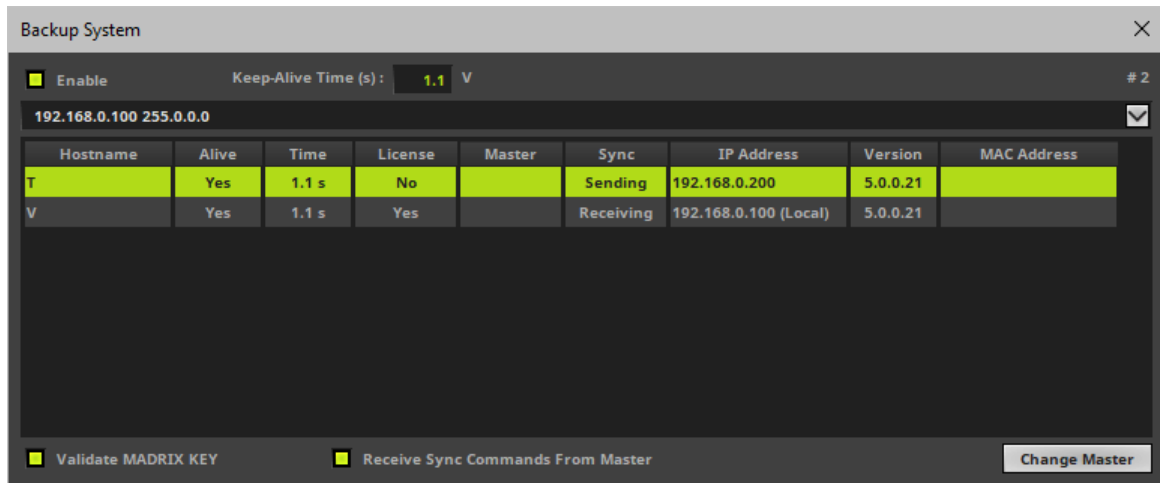 Backup System
Enable Keep-Alive Time (s) : 1.1 V # 2
192.168.0.100 255.0.0.0
Hostname Alive Time License Master Sync IP Address Version MAC Address
T Yes 1.1 s No Sending 192.168.0.200 5.0.0.21
V Yes 1.1 s Yes Receiving 192.168.0.100 (Local) 5.0.0.21
Validate MADRIX KEY Receive Sync Commands From Master Change Master